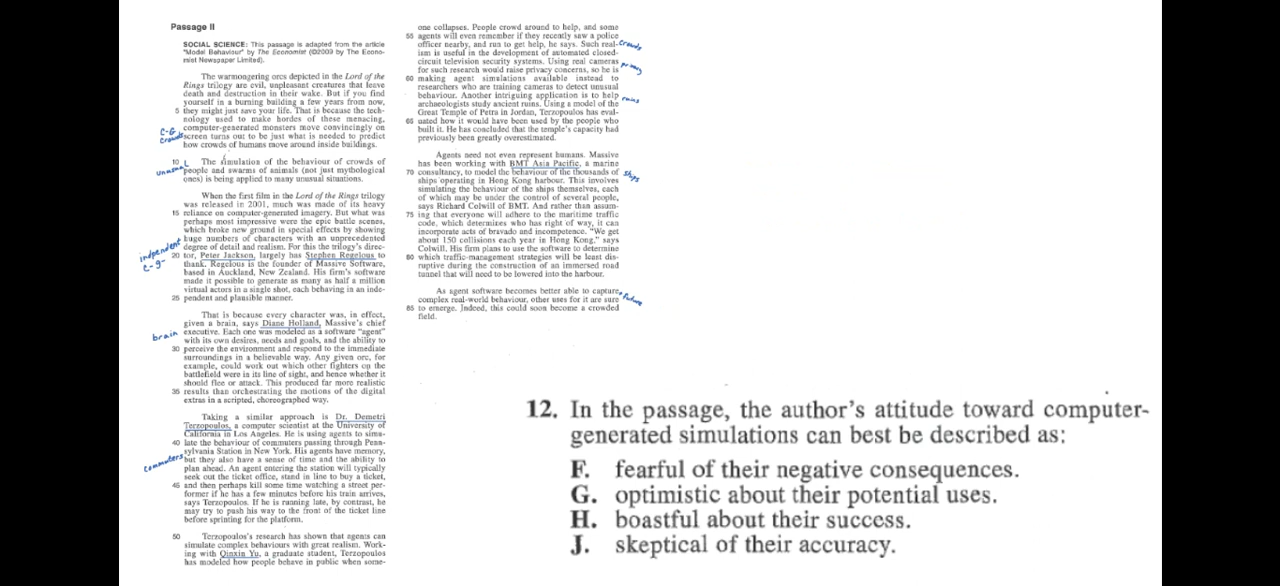 Passage II
SOCIAL SCIENCE: This passage is adapted from the article
"Model Behaviour" by The Economist (©2003 by The Econo-
mist Newspaper Limited).
The warmongering orcs depicted in the Lord of the
Rings trilogy are evil, unpleasant creatures that leave
death and destruction in their wake. But if you find
yourself in a burning building a few years from now,
5 they might just save your life. That is because the tech-
nology used to make hordes of these menacing,
computer-generated monsters move convincingly on
screen turns out to be just what is needed to predict
how crowds of humans move around inside buildings.
C-G
Crowds
10 The simulation of the behaviour of crowds of
people and swarms of animals (not just mythological
ones) is being applied to many unusual situations.
unusual
When the first film in the Lord of the Rings trilogy
was released in 2001, much was made of its heavy
15 reliance on computer-generated imagery. But what was
perhaps most impressive were the epic battle scenes,
which broke new ground in special effects by showing
huge numbers of characters with an unprecedented
degree of detail and realism. For this the trilogy's direc-
20 tor, Peter Jackson, largely has Stephen Regelous to
thank. Regelous is the founder of Massive Software,
based in Auckland, New Zealand. His firm's software
made it possible to generate as many as half a million
virtual actors in a single shot, each behaving in an inde-
25 pendent and plausible manner.
independent
c-g-
That is because every character was, in effect,
given a brain, says Diane Holland, Massive's chief
executive. Each one was modeled as a software "agent"
with its own desires, needs and goals, and the ability to
30 perceive the environment and respond to the immediate
surroundings in a believable way. Any given orc, for
example, could work out which other fighters on the
battlefield were in its line of sight, and hence whether it
should flee or attack. This produced far more realistic
35 results than orchestrating the motions of the digital
extras in a scripted, choreographed way.
brain
Taking a similar approach is Dr. Demetri
Terzopoulos, a computer scientist at the University of
California in Los Angeles. He is using agents to simu-
40 late the behaviour of commuters passing through Penn-
sylvania Station in New York. His agents have memory,
but they also have a sense of time and the ability to
plan ahead. An agent entering the station will typically
seek out the ticket office, stand in line to buy a ticket,
45 and then perhaps kill some time watching a street per-
former if he has a few minutes before his train arrives,
says Terzopoulos. If he is running late, by contrast, he
may try to push his way to the front of the ticket line
before sprinting for the platform.
commuters
50 Terzopoulos's research has shown that agents can
simulate complex behaviours with great realism. Work-
ing with Qinxin Yu, a graduate student, Terzopoulos
has modeled how people behave in public when some-
one collapses. People crowd around to help, and some
55 agents will even remember if they recently saw a police
officer nearby, and run to get help, he says. Such real-
ism is useful in the development of automated closed-
circuit television security systems. Using real cameras
for such research would raise privacy concerns, so he is
60 making agent simulations available instead to
researchers who are training cameras to detect unusual
behaviour. Another intriguing application is to help
archaeologists study ancient ruins. Using a model of the
Great Temple of Petra in Jordan, Terzopoulos has eval-
65 uated how it would have been used by the people who
built it. He has concluded that the temple's capacity had
previously been greatly overestimated.
crowds
ruins
Agents need not even represent humans. Massive
has been working with BMT Asia Pacific, a marine
70 consultancy, to model the behaviour of the thousands of
ships operating in Hong Kong harbour. This involves
simulating the behaviour of the ships themselves, each
of which may be under the control of several people,
says Richard Colwill of BMT. And rather than assum-
75 ing that everyone will adhere to the maritime traffic
code, which determines who has right of way, it can
incorporate acts of bravado and incompetence. "We get
about 150 collisions each year in Hong Kong," says
Colwill. His firm plans to use the software to determine
80 which traffic-management strategies will be least dis-
ruptive during the construction of an immersed road
tunnel that will need to be lowered into the harbour.
ships
As agent software becomes better able to capture
complex real-world behaviour, other uses for it are sure
85 to emerge. Indeed, this could soon become a crowded
field.
future
12. In the passage, the author's attitude toward computer-
generated simulations can best be described as:
F. fearful of their negative consequences.
G. optimistic about their potential uses.
H. boastful about their success.
J. skeptical of their accuracy.